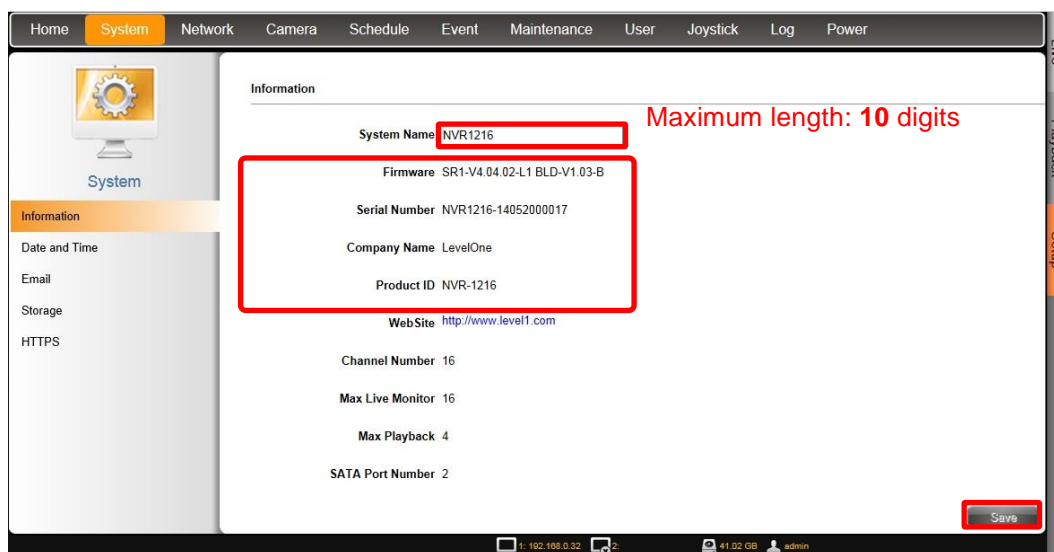 Home System Network Camera Schedule Event Maintenance User Joystick Log Power
Information
System Name NVR1216
Maximum length: 10 digits
Firmware SR1-V4.04.02-L1 BLD-V1.03-B
System
Serial Number NVR1216-14052000017
Information
Date and Time
Company Name LevelOne
Email
Product ID NVR-1216
Storage
WebSite http://www.level1.com
HTTPS
Channel Number 16
Max Live Monitor 16
Max Playback 4
SATA Port Number 2
Save
1: 192.168.0.32 2: 41.02 GB admin